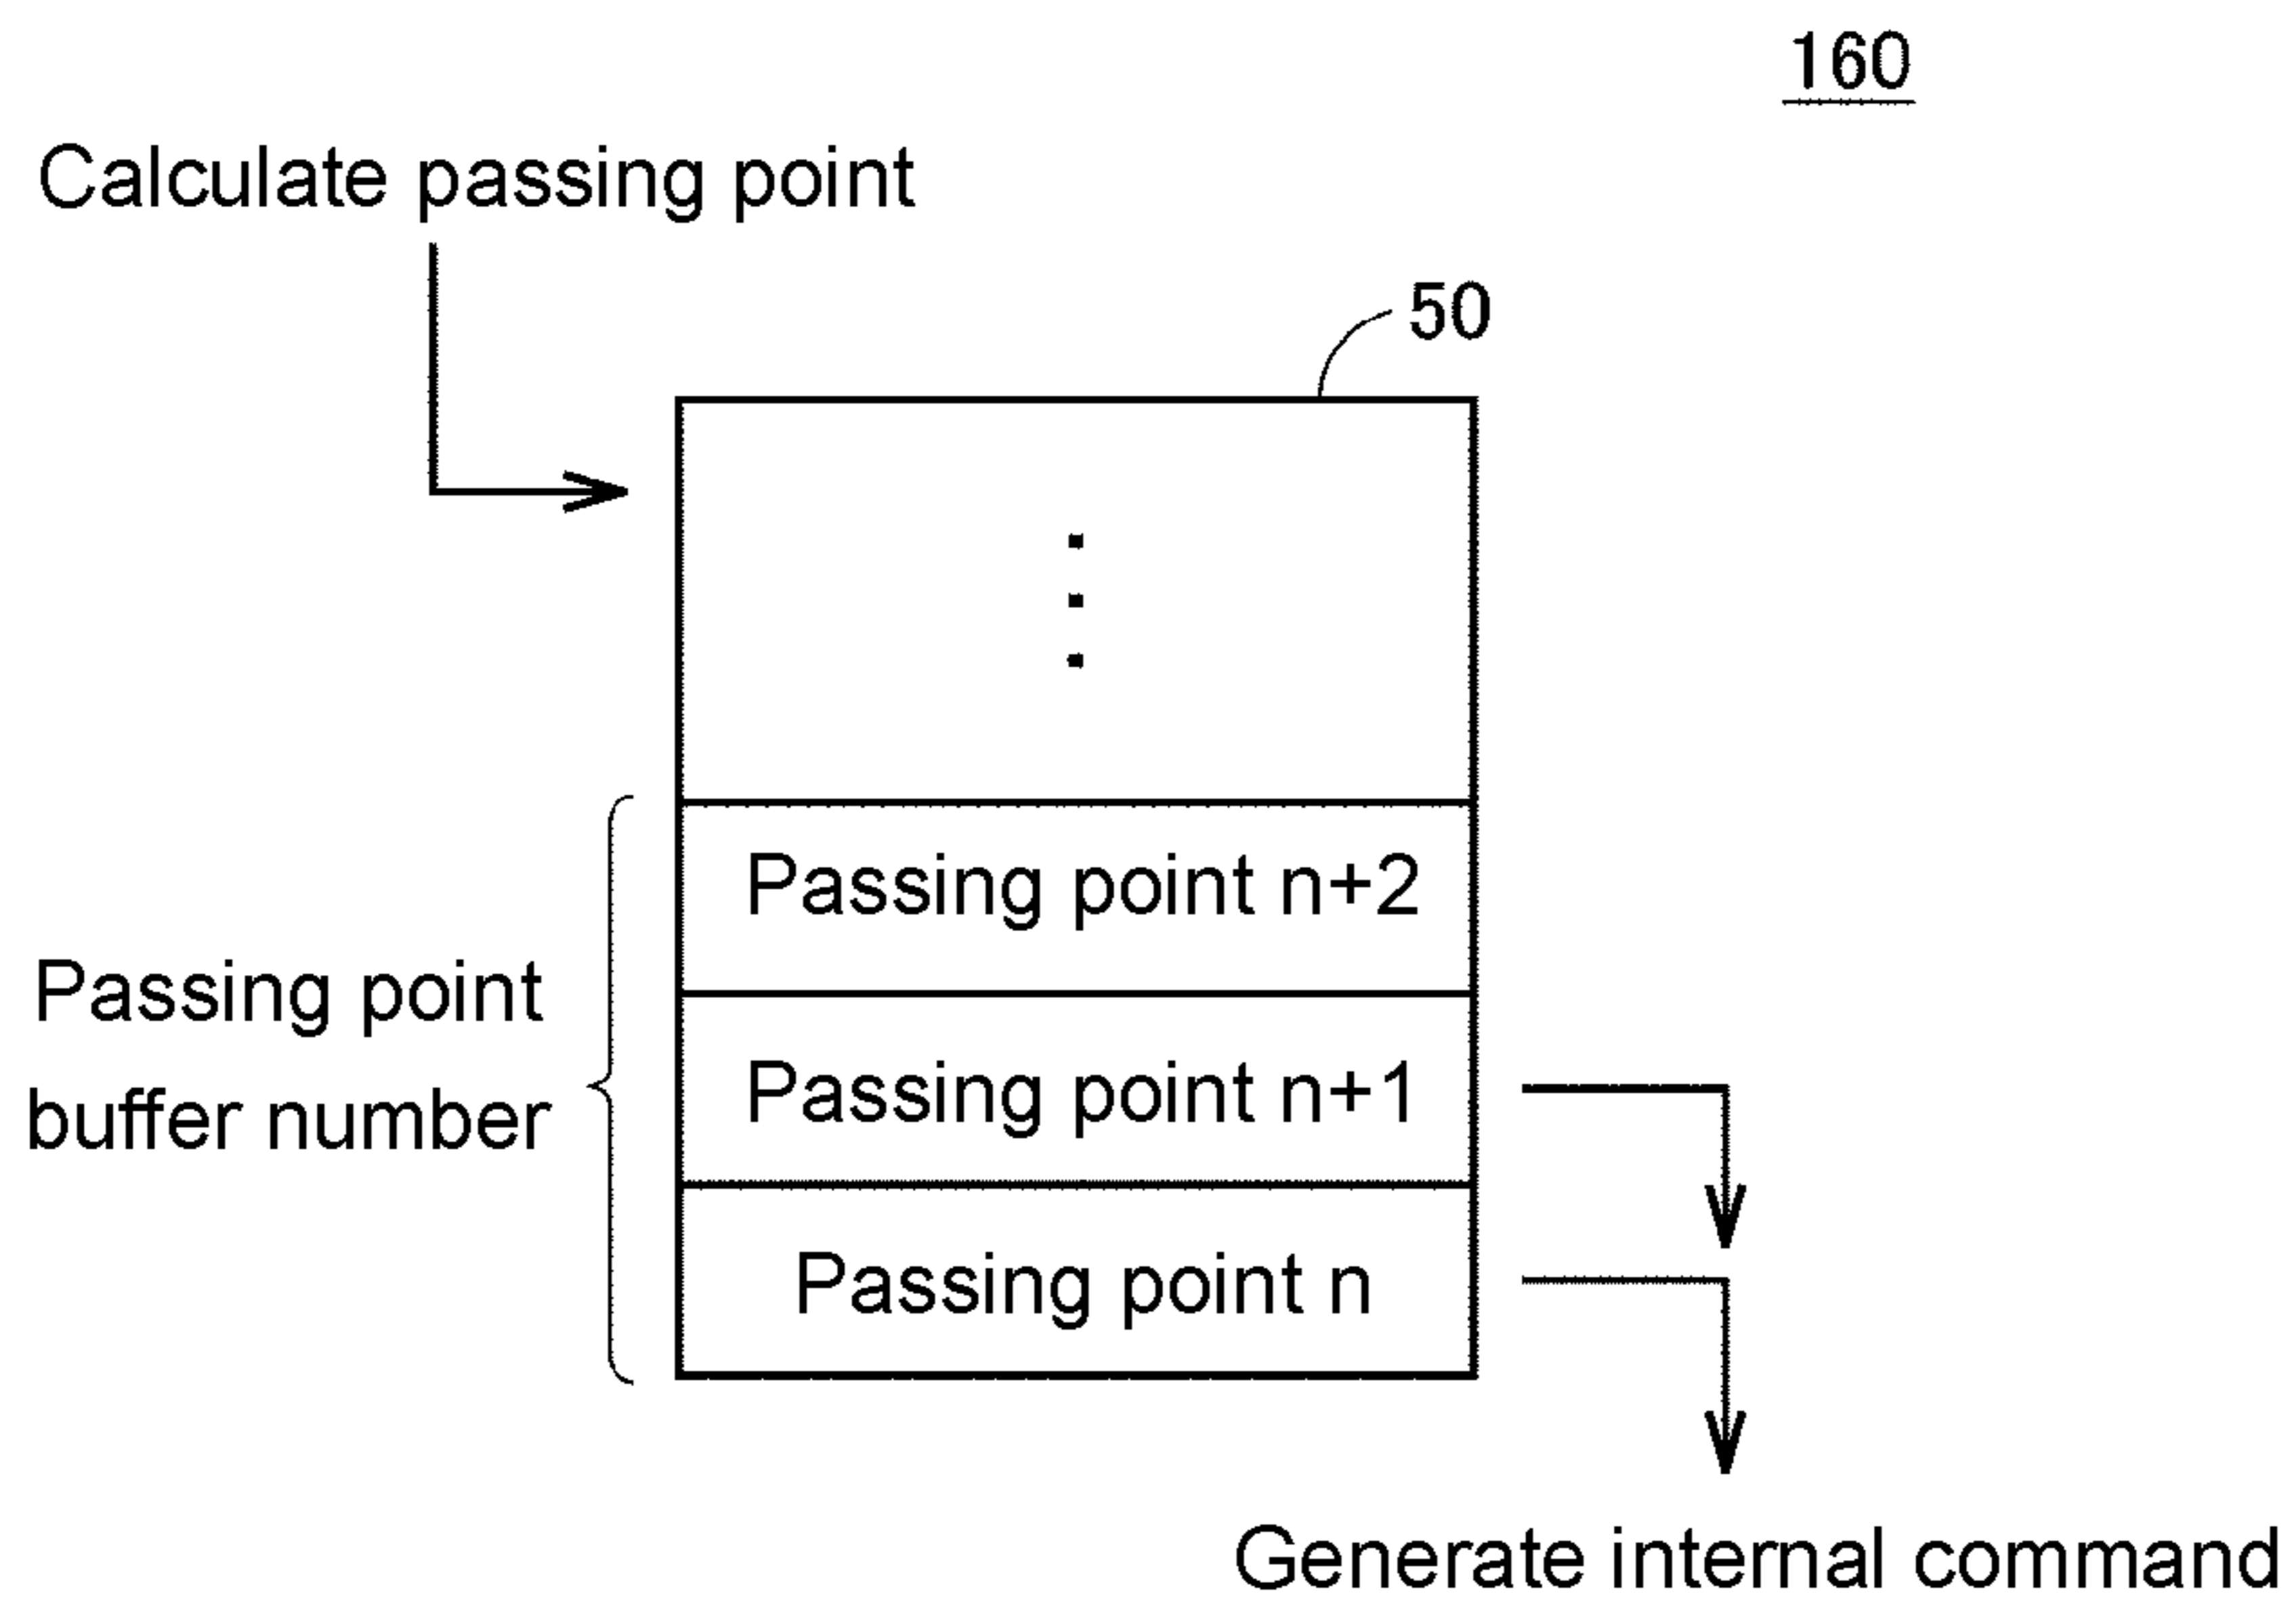 160
Calculate passing point
50
Passing point n+2
Passing point
buffer number
Passing point n+1
Passing point n
Generate internal command